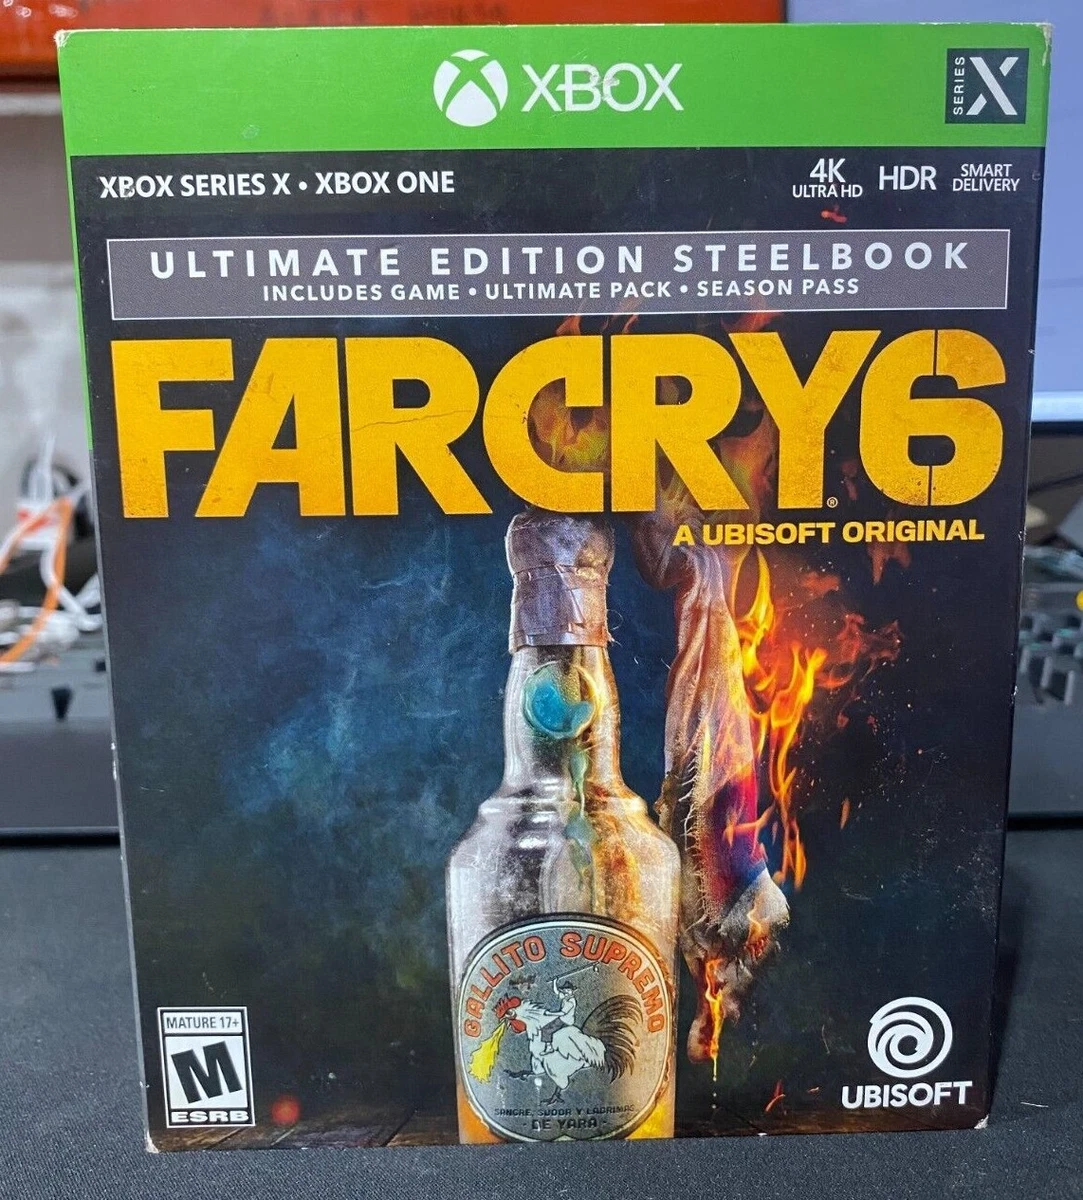 XBOX
SERIES X
XBOX SERIES X • XBOX ONE
4K
ULTRA HD
HDR
SMART
DELIVERY
ULTIMATE EDITION STEELBOOK
INCLUDES GAME • ULTIMATE PACK • SEASON PASS
FARCRY6®
A UBISOFT ORIGINAL
GALLITO SUPREMO
SANGRE, SUDOR Y LÁGRIMAS
- DE YARA -
MATURE 17+
M
ESRB
UBISOFT